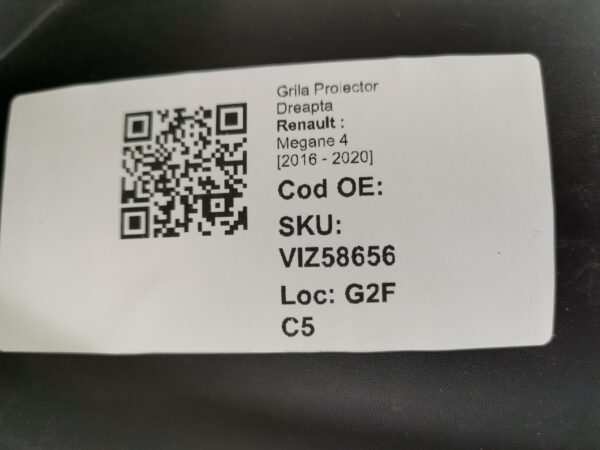 Grila Proiector
Dreapta
Renault :
Megane 4
[2016 - 2020]
Cod OE:
SKU:
VIZ58656
Loc: G2F
C5